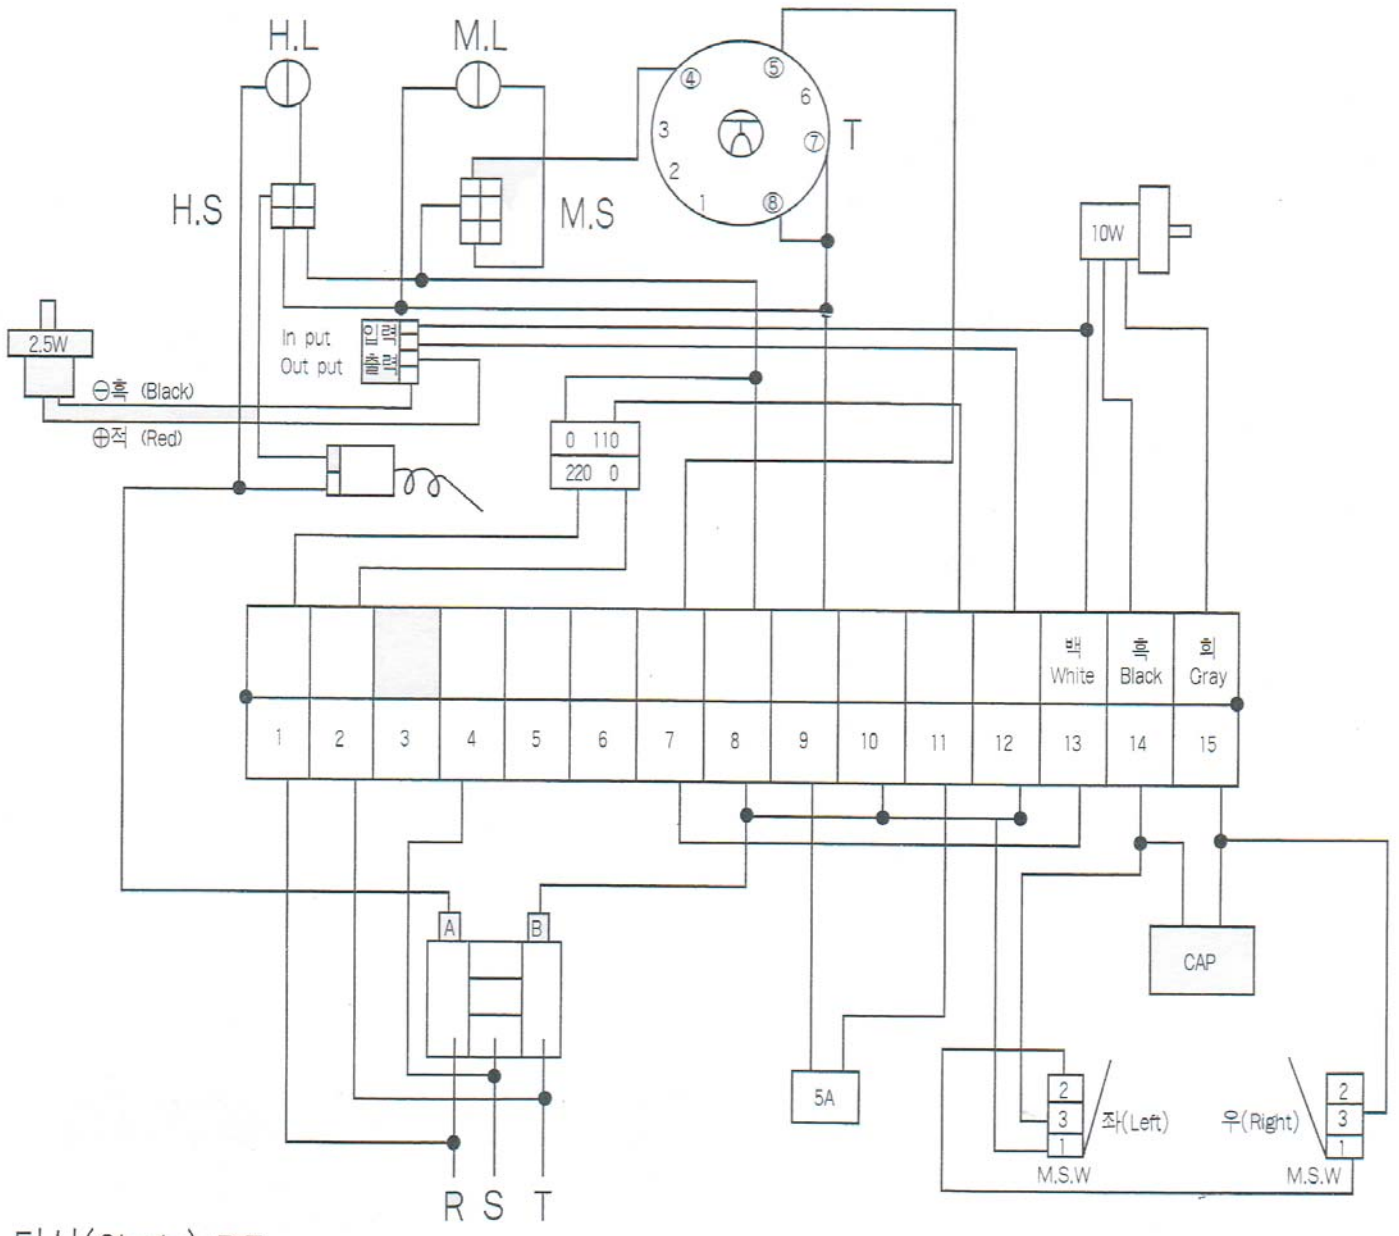 H.L
M.L
④
⑤
6
3
⑦
T
2
1
⑧
H.S
M.S
10W
2.5W
In put
입력
Out put
출력
⊖흑 (Black)
⊕적 (Red)
0 110
220 0
백
White
흑
Black
회
Gray
1 2 3 4 5 6 7 8 9 10 11 12 13 14 15
A
B
CAP
5A
2
3
1
좌(Left)
M.S.W
우(Right)
2
3
1
M.S.W
R S T